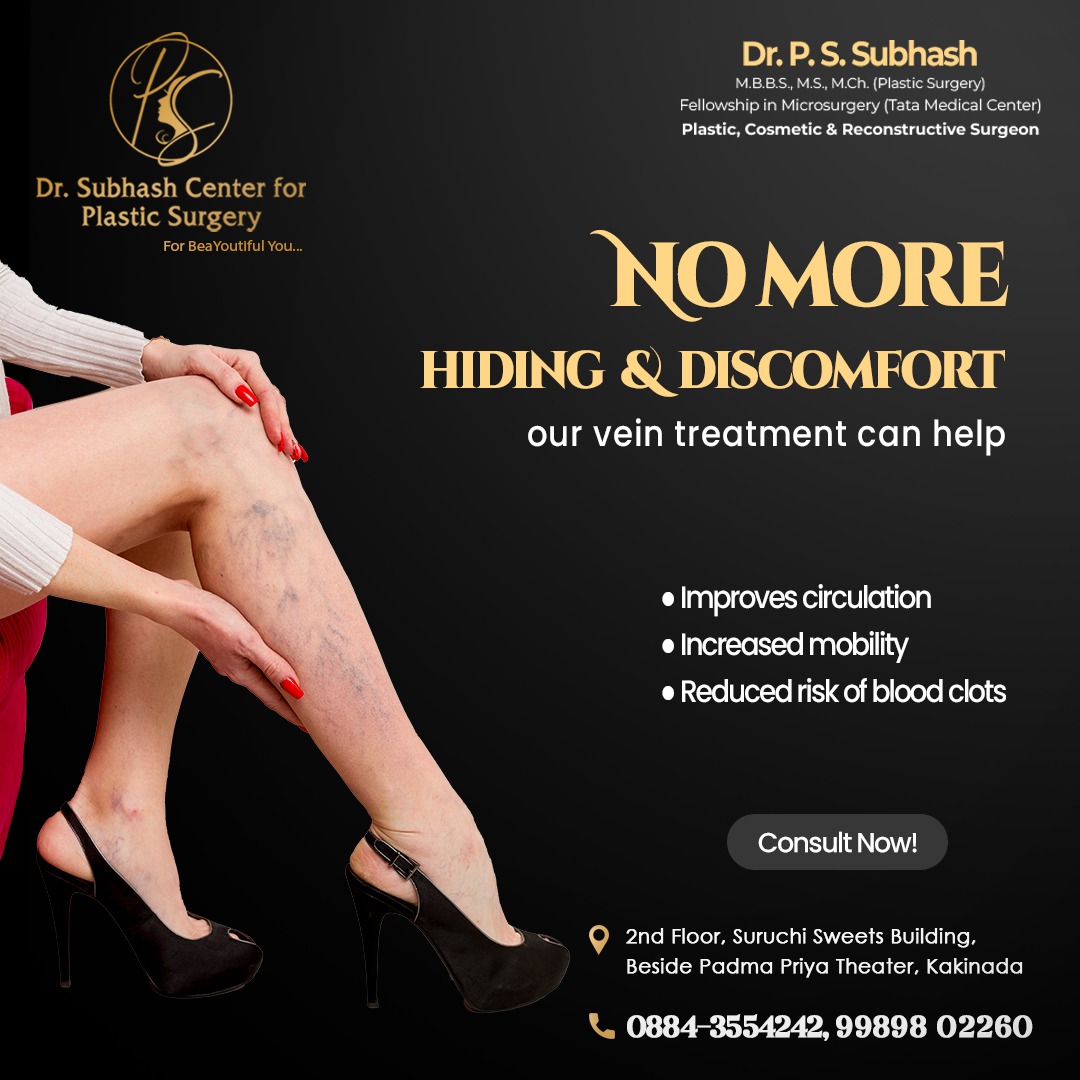 PS
Dr. Subhash Center for
Plastic Surgery
For BeaYoutiful You...
Dr. P. S. Subhash
M.B.B.S., M.S., M.Ch. (Plastic Surgery)
Fellowship in Microsurgery (Tata Medical Center)
Plastic, Cosmetic & Reconstructive Surgeon
NO MORE
HIDING & DISCOMFORT
our vein treatment can help
● Improves circulation
● Increased mobility
● Reduced risk of blood clots
Consult Now!
2nd Floor, Suruchi Sweets Building,
Beside Padma Priya Theater, Kakinada
0884-3554242, 99898 02260